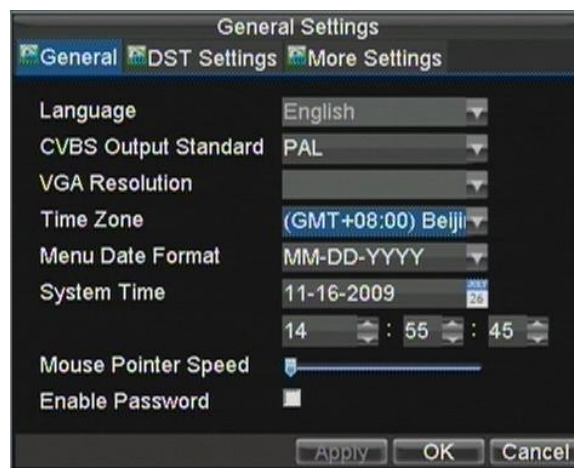 General Settings
General DST Settings More Settings
Language English
CVBS Output Standard PAL
VGA Resolution
Time Zone (GMT+08:00)
Menu Date Format MM-DD-YYYY
System Time 11-16-2009
JULY
26
14 : 55 : 45
Mouse Pointer Speed
Enable Password
Apply OK Cancel